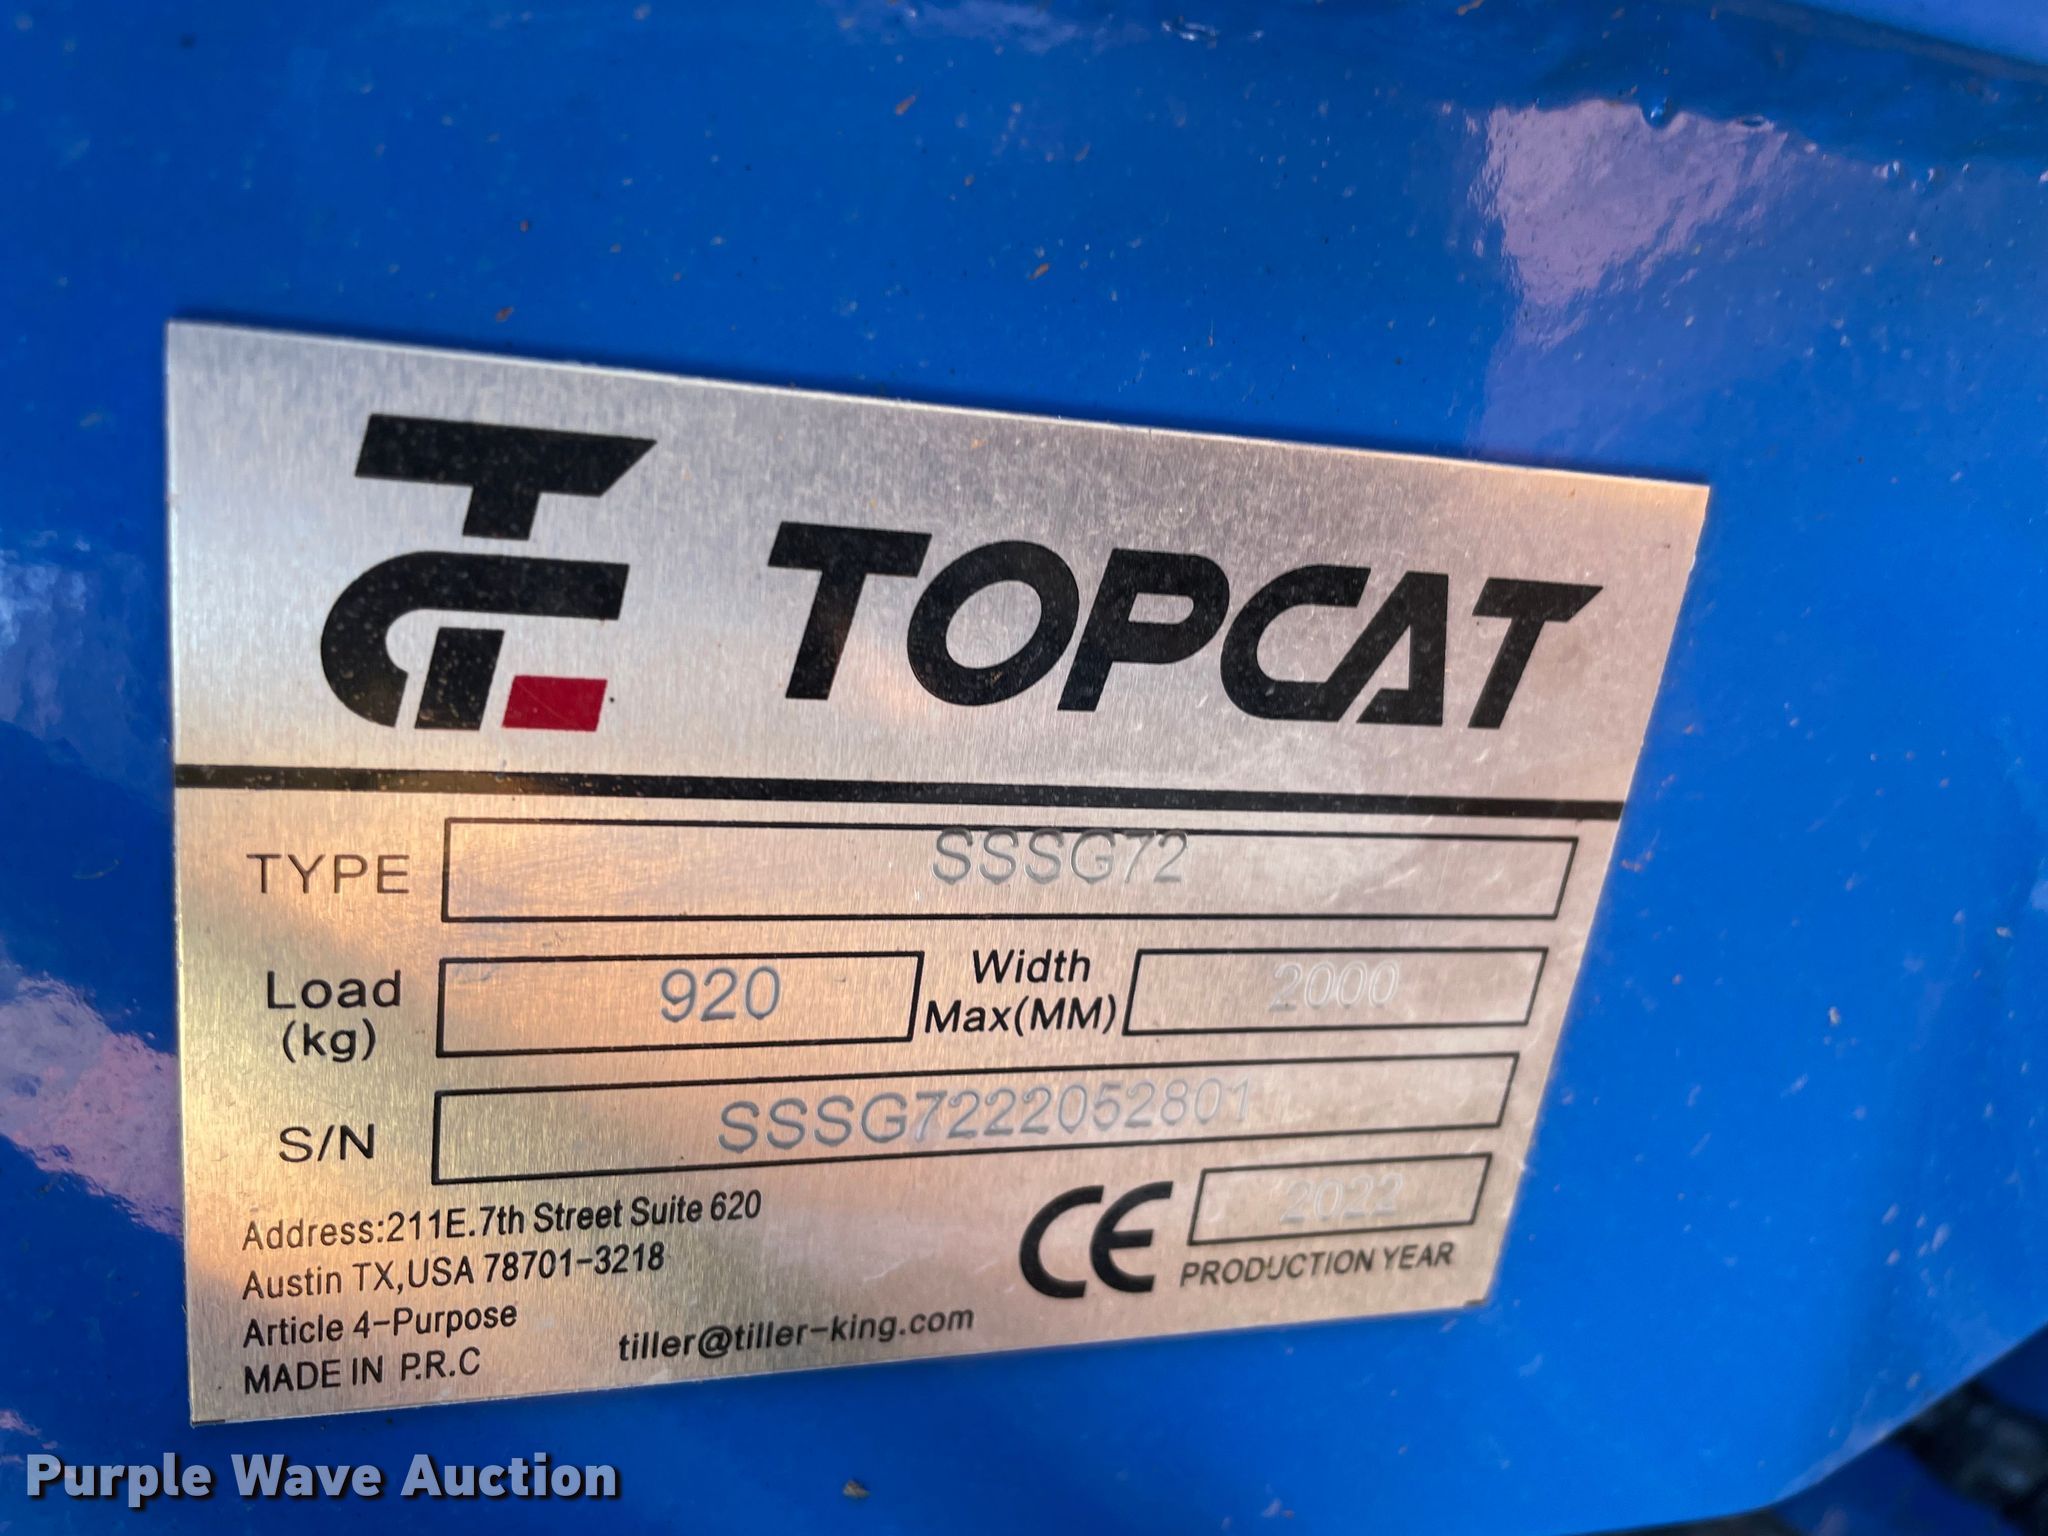 TC TOPCAT
TYPE SSSG72
Load (kg) 920 Width Max(MM) 2000
S/N SSSG7222052801
Address:211E.7th Street Suite 620
Austin TX,USA 78701-3218
Article 4-Purpose
MADE IN P.R.C
tiller@tiller-king.com
CE 2022
PRODUCTION YEAR
Purple Wave Auction